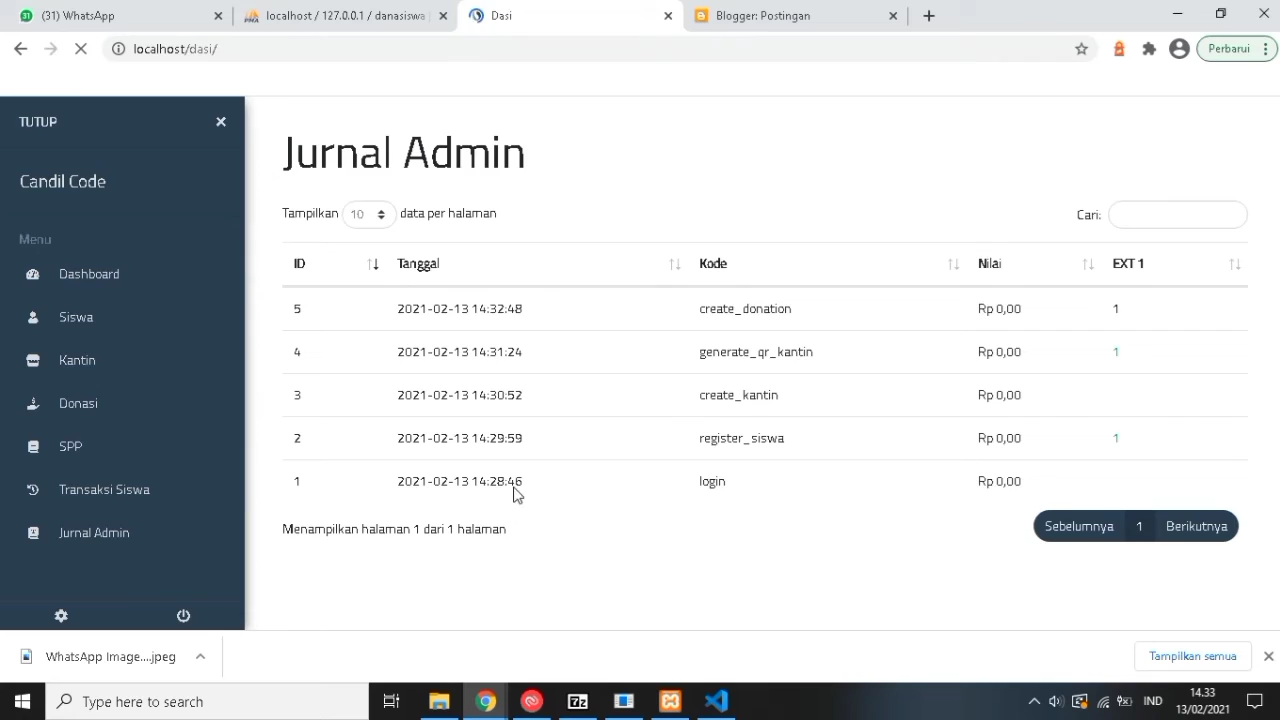 (31) WhatsApp
localhost / 127.0.0.1 / danasiswa
Dasi
Blogger: Postingan
localhost/dasi/
Perbarui
TUTUP
Candil Code
Menu
Dashboard
Siswa
Kantin
Donasi
SPP
Transaksi Siswa
Jurnal Admin
Jurnal Admin
Tampilkan 10 data per halaman
Cari:
ID Tanggal Kode Nilai EXT 1
5 2021-02-13 14:32:48 create_donation Rp 0,00 1
4 2021-02-13 14:31:24 generate_qr_kantin Rp 0,00 1
3 2021-02-13 14:30:52 create_kantin Rp 0,00
2 2021-02-13 14:29:59 register_siswa Rp 0,00 1
1 2021-02-13 14:28:46 login Rp 0,00
Menampilkan halaman 1 dari 1 halaman
Sebelumnya 1 Berikutnya
WhatsApp Image....jpeg
Tampilkan semua
Type here to search
IND
14.33
13/02/2021